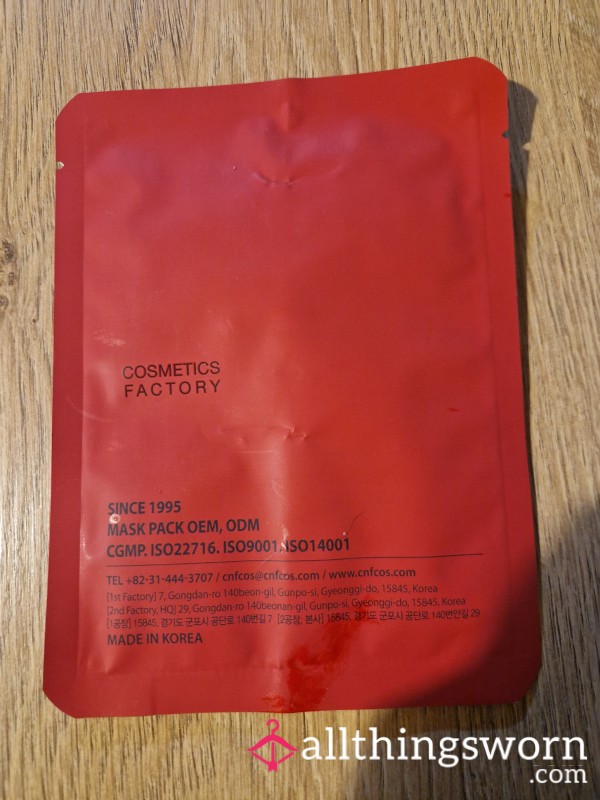 COSMETICS
FACTORY
SINCE 1995
MASK PACK OEM, ODM
CGMP. ISO22716. ISO9001. ISO14001
TEL +82-31-444-3707 / cnfcos@cnfcos.com / www.cnfcos.com
[1st Factory] 7, Gongdan-ro 140beon-gil, Gunpo-si, Gyeonggi-do, 15845, Korea
[2nd Factory, HQ] 29, Gongdan-ro 140beonan-gil, Gunpo-si, Gyeonggi-do, 15845, Korea
[1공장] 15845, 경기도 군포시 공단로 140번길 7 [2공장, 본사] 15845, 경기도 군포시 공단로 140번안길 29
MADE IN KOREA
allthingsworn
.com